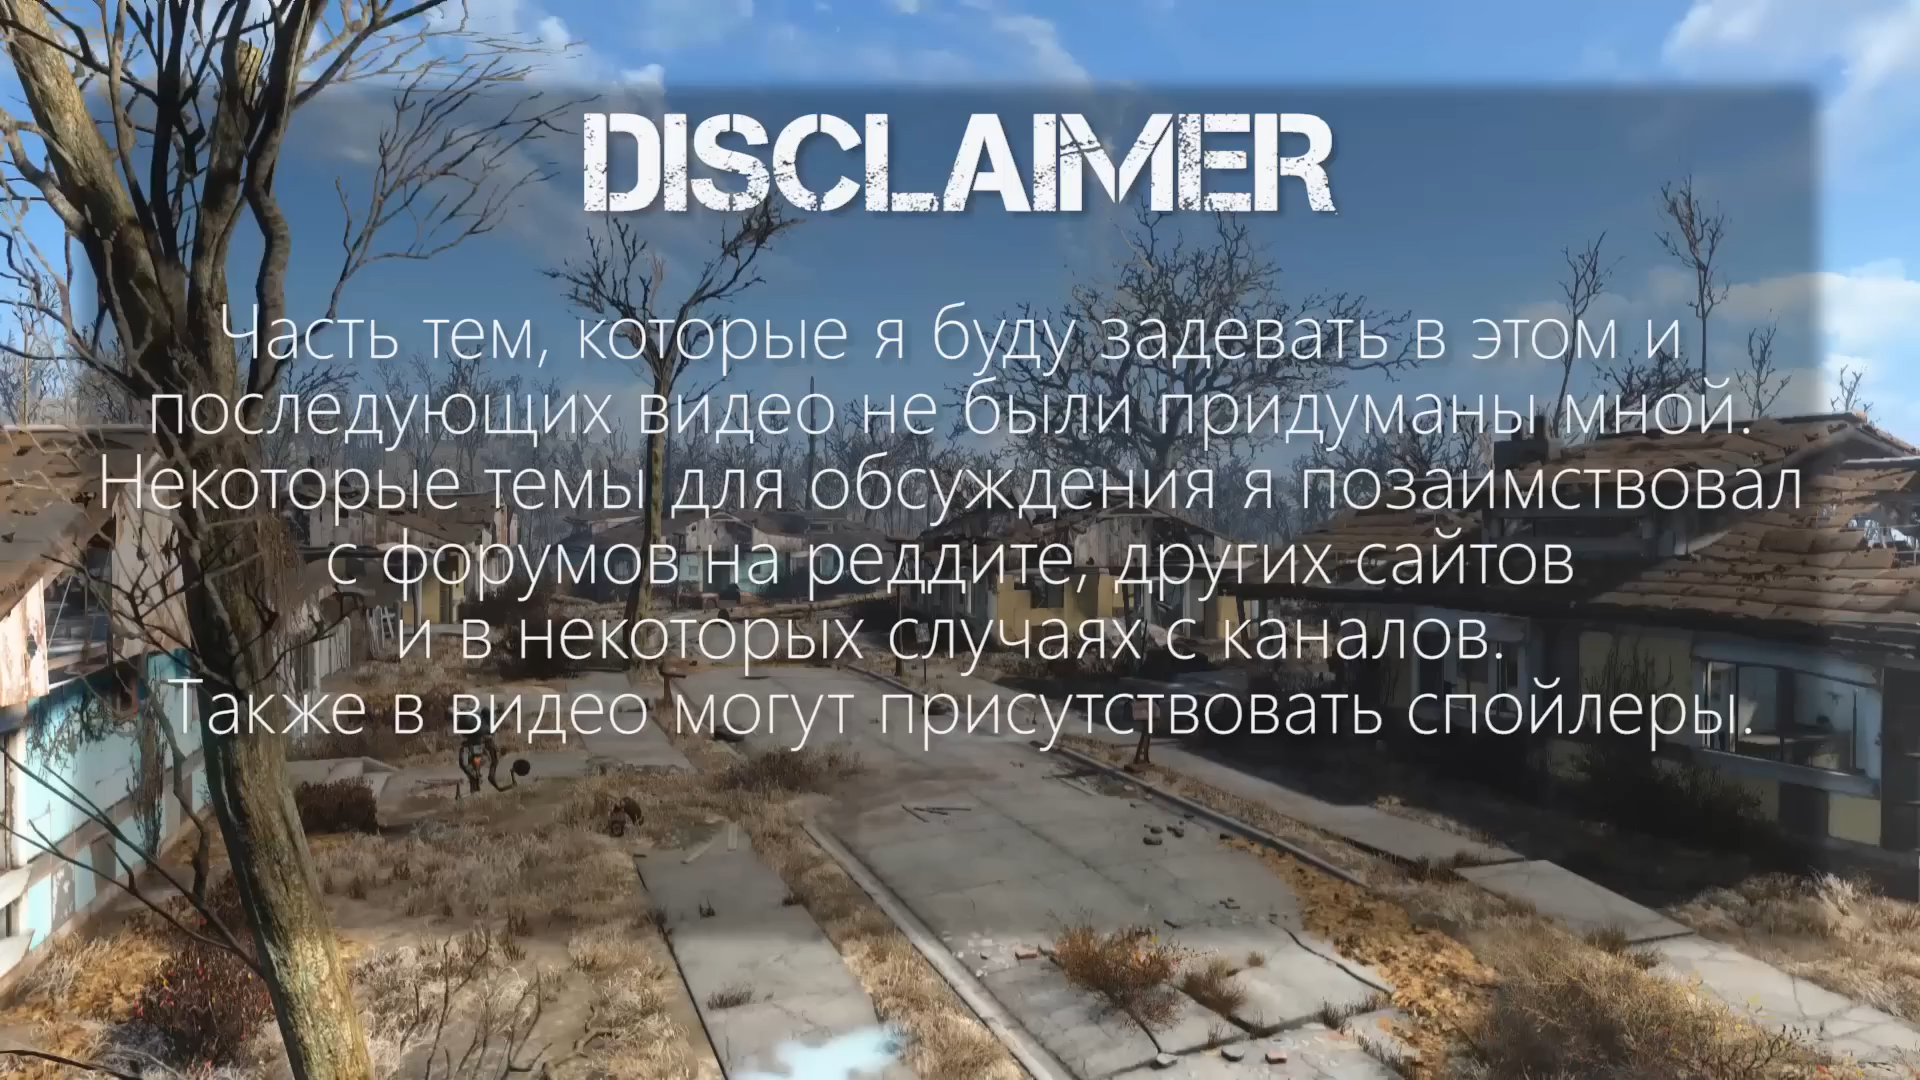 DISCLAIMER
Часть тем, которые я буду задевать в этом и
последующих видео не были придуманы мной.
Некоторые темы для обсуждения я позаимствовал
с форумов на реддите, других сайтов
и в некоторых случаях с каналов.
Также в видео могут присутствовать спойлеры.